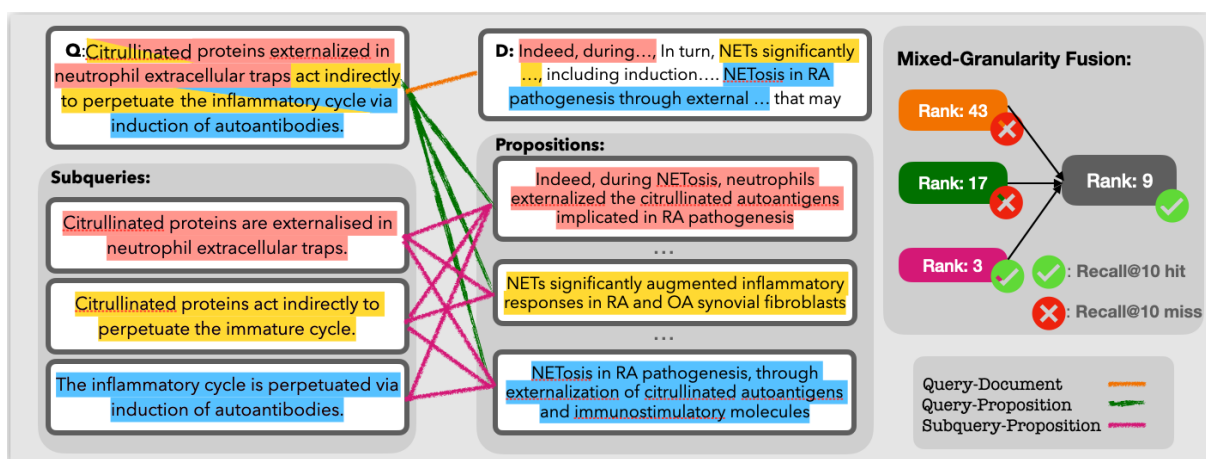 Q:Citrullinated proteins externalized in
neutrophil extracellular traps act indirectly
to perpetuate the inflammatory cycle via
induction of autoantibodies.
D: Indeed, during…, In turn, NETs significantly
…, including induction…. NETosis in RA
pathogenesis through external … that may
Subqueries:
Citrullinated proteins are externalised in
neutrophil extracellular traps.
Citrullinated proteins act indirectly to
perpetuate the immature cycle.
The inflammatory cycle is perpetuated via
induction of autoantibodies.
Propositions:
Indeed, during NETosis, neutrophils
externalized the citrullinated autoantigens
implicated in RA pathogenesis
...
NETs significantly augmented inflammatory
responses in RA and OA synovial fibroblasts
...
NETosis in RA pathogenesis, through
externalization of citrullinated autoantigens
and immunostimulatory molecules
Mixed-Granularity Fusion:
Rank: 43
Rank: 17
Rank: 9
Rank: 3
: Recall@10 hit
: Recall@10 miss
Query-Document
Query-Proposition
Subquery-Proposition